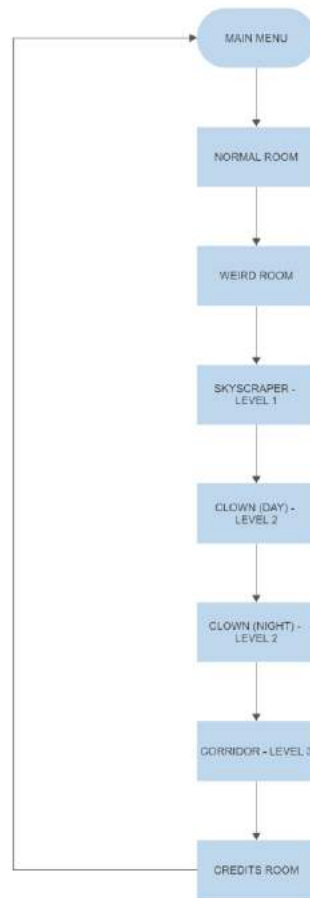 MAIN MENU
NORMAL ROOM
WEIRD ROOM
SKYSCRAPER -
LEVEL 1
CLOWN (DAY) -
LEVEL 2
CLOWN (NIGHT) -
LEVEL 2
CORRIDOR - LEVEL 3
CREDITS ROOM